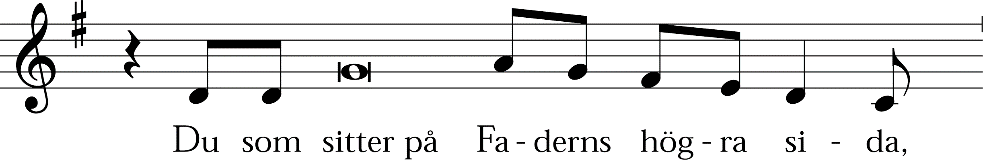 Du som sitter på Fa - derns hög - ra si - da,